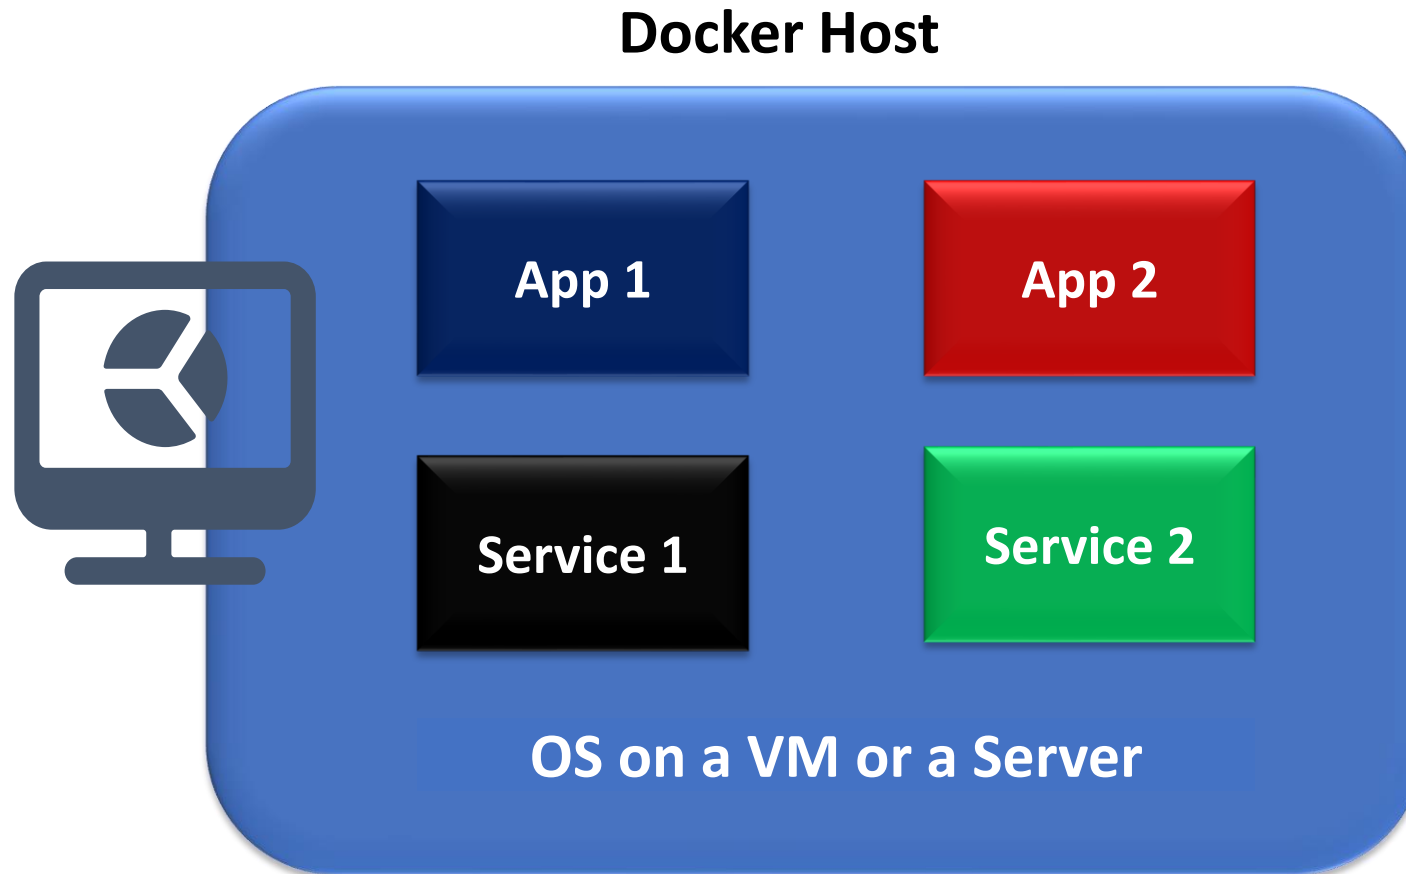 Docker Host
App 1
App 2
Service 1
Service 2
OS on a VM or a Server